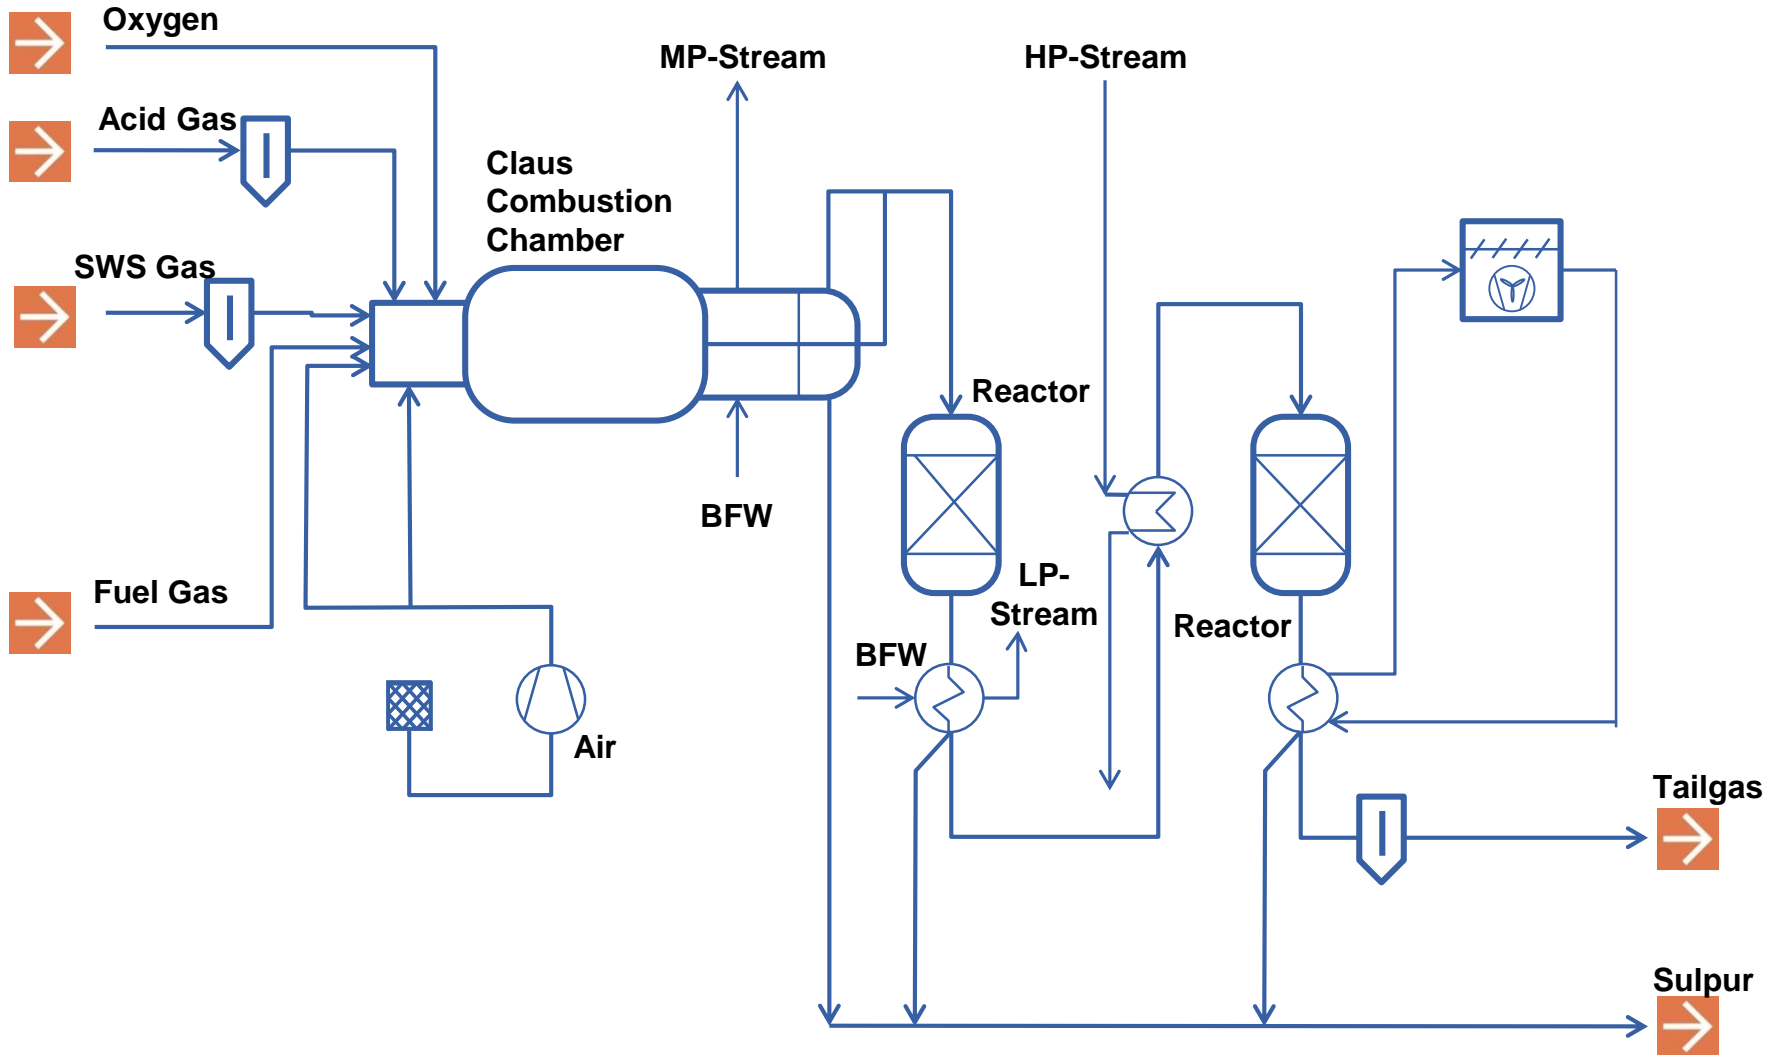 Oxygen
MP-Stream
HP-Stream
Acid Gas
Claus
Combustion
Chamber
SWS Gas
Reactor
BFW
Fuel Gas
LP-
Stream
Reactor
BFW
Air
Tailgas
Sulpur